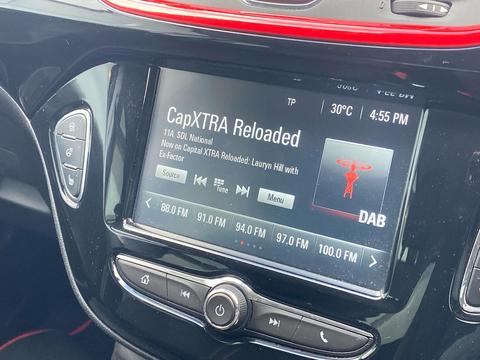 TP 30°C 4:55 PM
CapXTRA Reloaded
11A SDL National
Now on Capital XTRA Reloaded: Lauryn Hill with
Ex-Factor
Source Tune Menu
DAB
88.0 FM 91.0 FM 94.0 FM 97.0 FM 100.0 FM